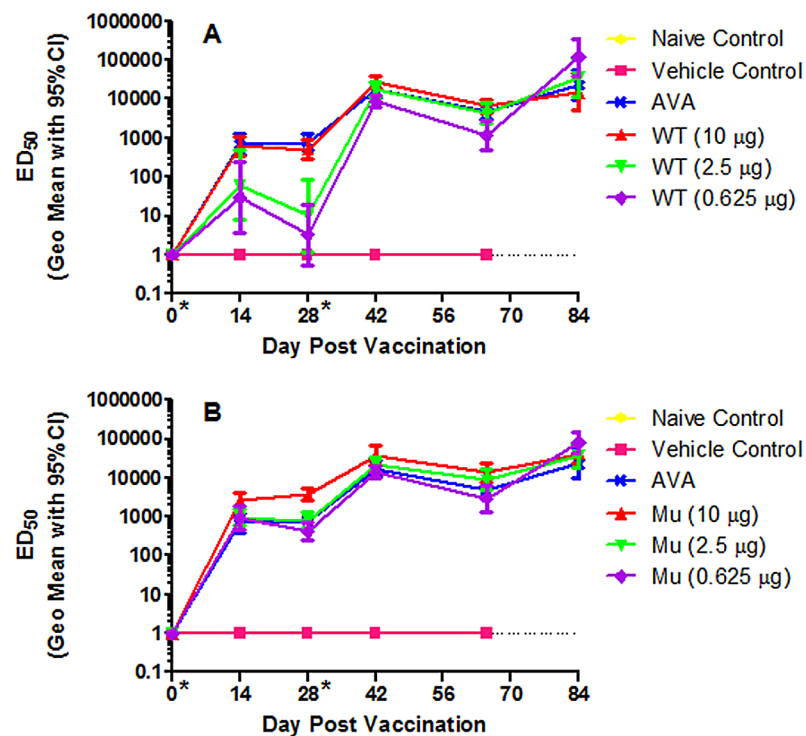 A
1000000
100000
10000
1000
100
10
1
0.1
ED50
(Geo Mean with 95%CI)
0* 14 28* 42 56 70 84
Day Post Vaccination
Naive Control
Vehicle Control
AVA
WT (10 µg)
WT (2.5 µg)
WT (0.625 µg)
B
1000000
100000
10000
1000
100
10
1
0.1
ED50
(Geo Mean with 95%CI)
0* 14 28* 42 56 70 84
Day Post Vaccination
Naive Control
Vehicle Control
AVA
Mu (10 µg)
Mu (2.5 µg)
Mu (0.625 µg)